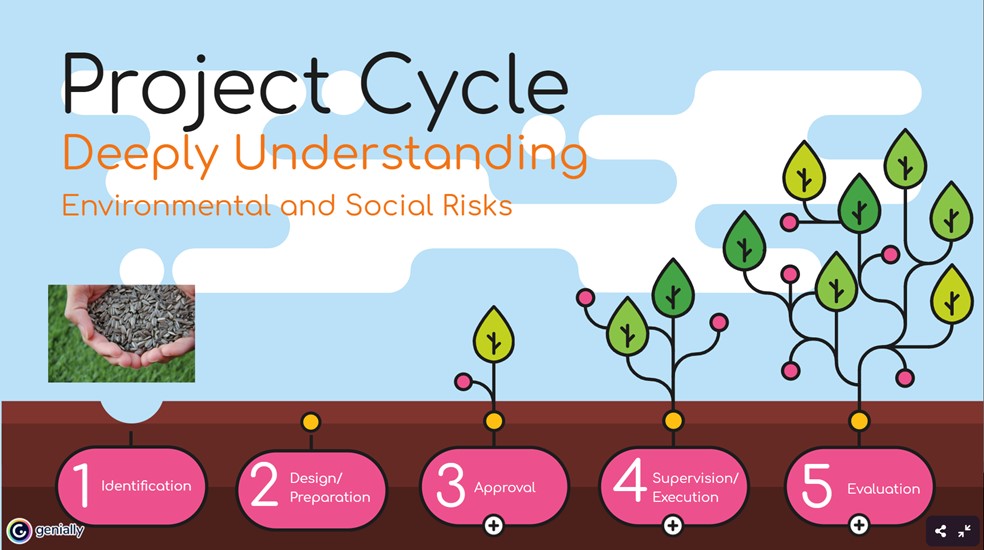 Project Cycle
Deeply Understanding
Environmental and Social Risks
1 Identification
2 Design/
Preparation
3 Approval
4 Supervision/
Execution
5 Evaluation
genially